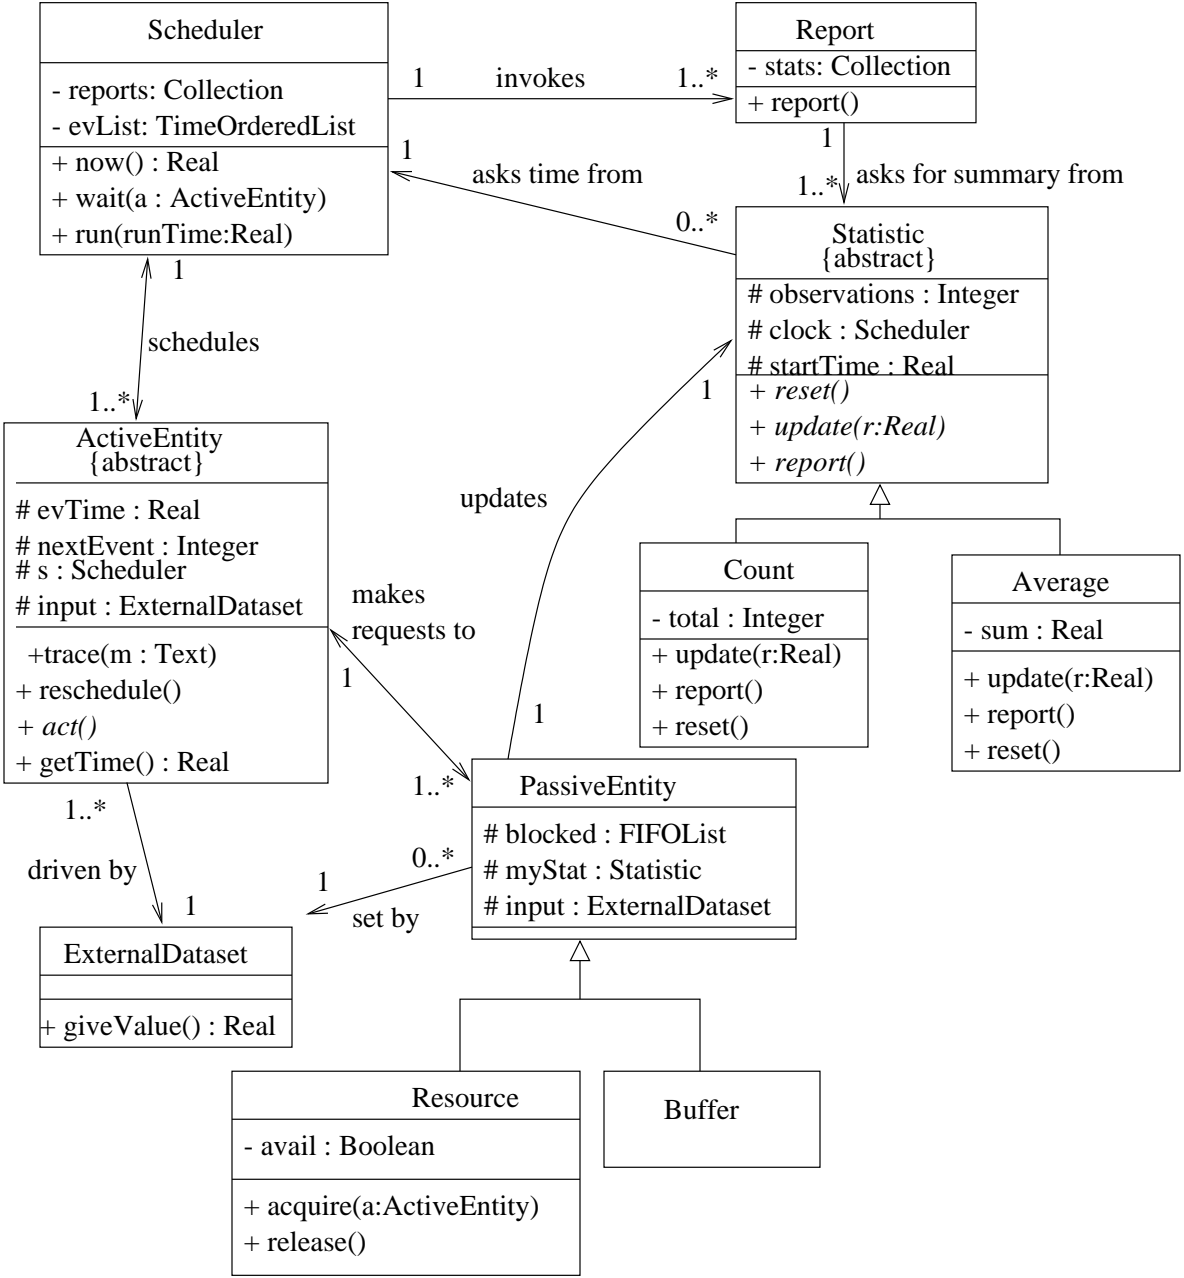 Scheduler
- reports: Collection
- evList: TimeOrderedList
+ now() : Real
+ wait(a : ActiveEntity)
+ run(runTime:Real)
1
invokes
1..*
Report
- stats: Collection
+ report()
1
asks for summary from
1..*
1
asks time from
0..*
Statistic
{abstract}
# observations : Integer
# clock : Scheduler
# startTime : Real
+ reset()
+ update(r:Real)
+ report()
1
schedules
1..*
ActiveEntity
{abstract}
# evTime : Real
# nextEvent : Integer
# s : Scheduler
# input : ExternalDataset
+trace(m : Text)
+ reschedule()
+ act()
+ getTime() : Real
1
updates
1
makes
requests to
1
1..*
Count
- total : Integer
+ update(r:Real)
+ report()
+ reset()
Average
- sum : Real
+ update(r:Real)
+ report()
+ reset()
PassiveEntity
# blocked : FIFOList
# myStat : Statistic
# input : ExternalDataset
1..*
driven by
1
0..*
1
set by
ExternalDataset
+ giveValue() : Real
Resource
- avail : Boolean
+ acquire(a:ActiveEntity)
+ release()
Buffer